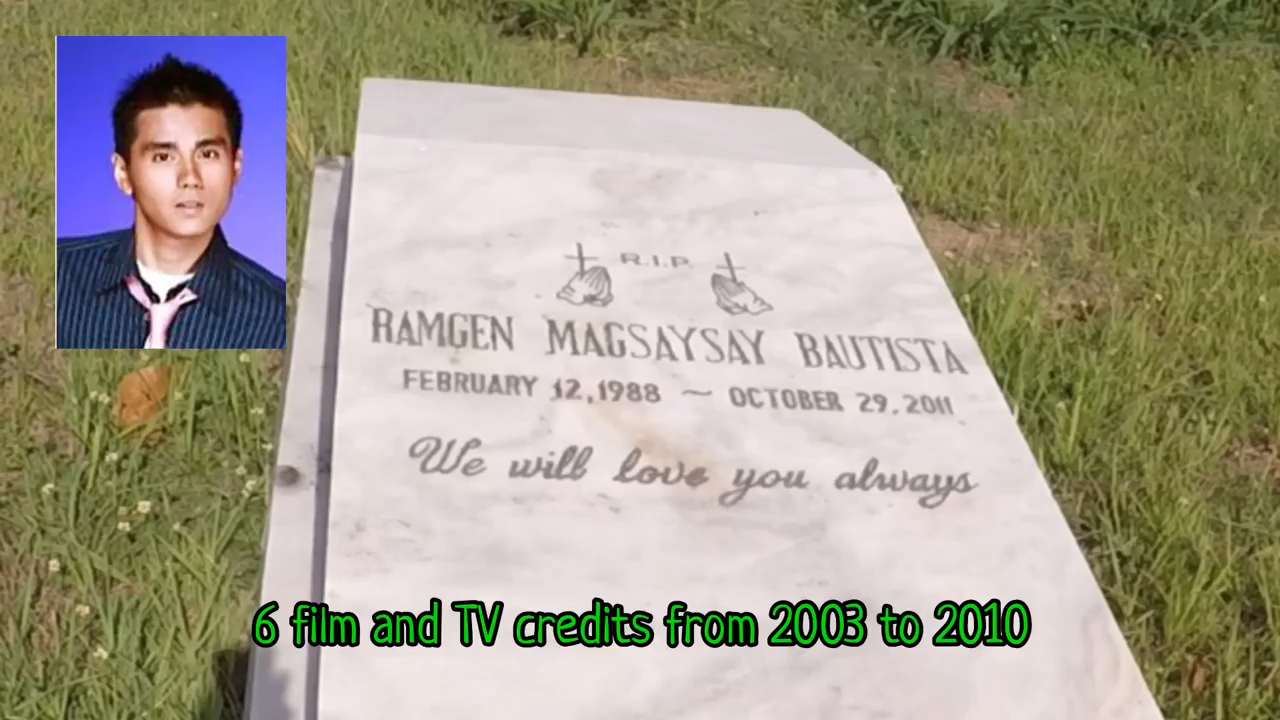 R.I.P.
RAMGEN MAGSAYSAY BAUTISTA
FEBRUARY 12,1988 ~ OCTOBER 29.2011
We will love you always
6 film and TV credits from 2003 to 2010